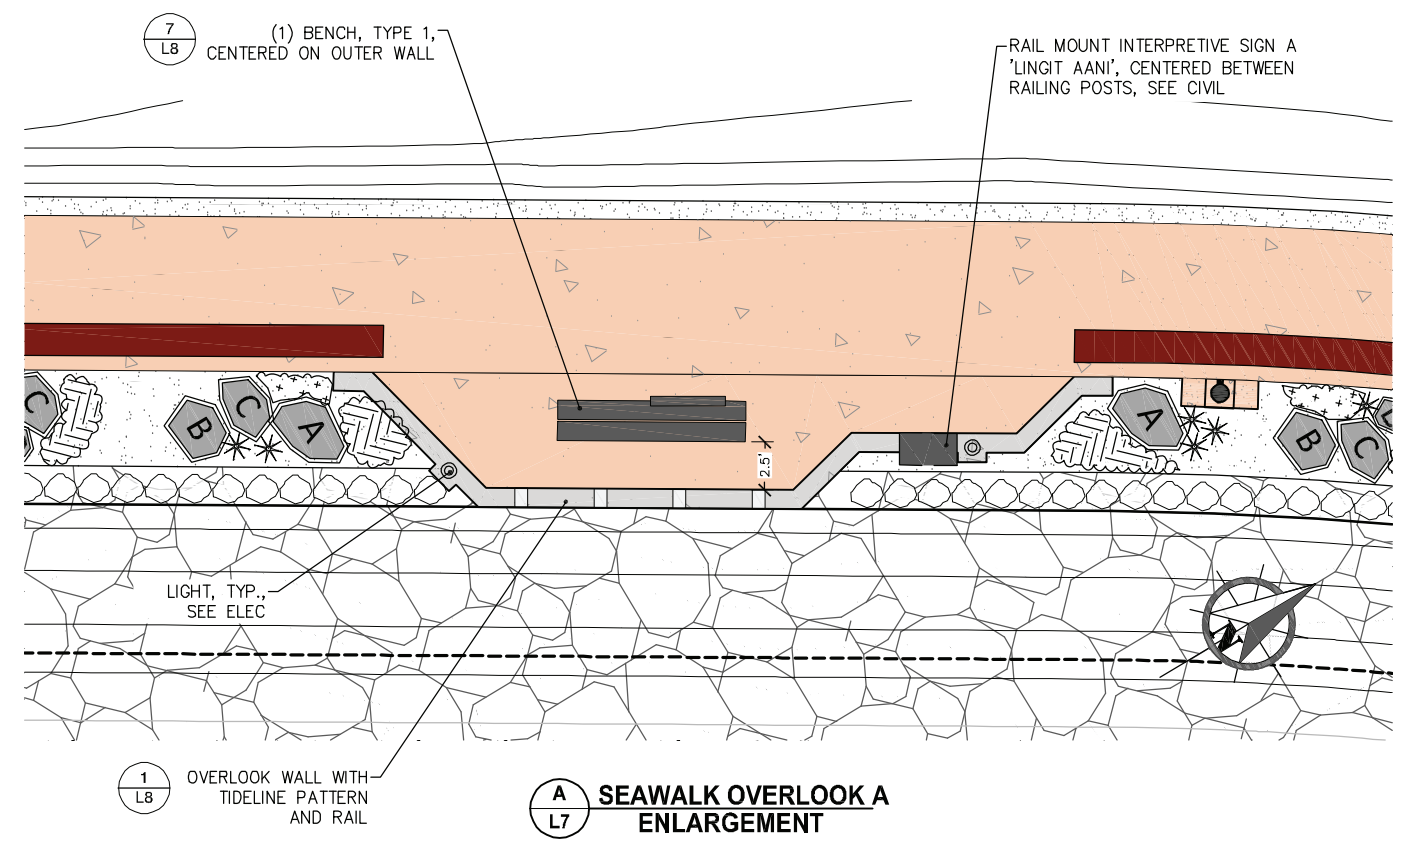 7
L8
(1) BENCH, TYPE 1,
CENTERED ON OUTER WALL
RAIL MOUNT INTERPRETIVE SIGN A
'LINGIT AANI', CENTERED BETWEEN
RAILING POSTS, SEE CIVIL
C
B
C
A
A
B
C
2.5'
LIGHT, TYP.,
SEE ELEC
N
1
L8
OVERLOOK WALL WITH
TIDELINE PATTERN
AND RAIL
A
L7
SEAWALK OVERLOOK A
ENLARGEMENT